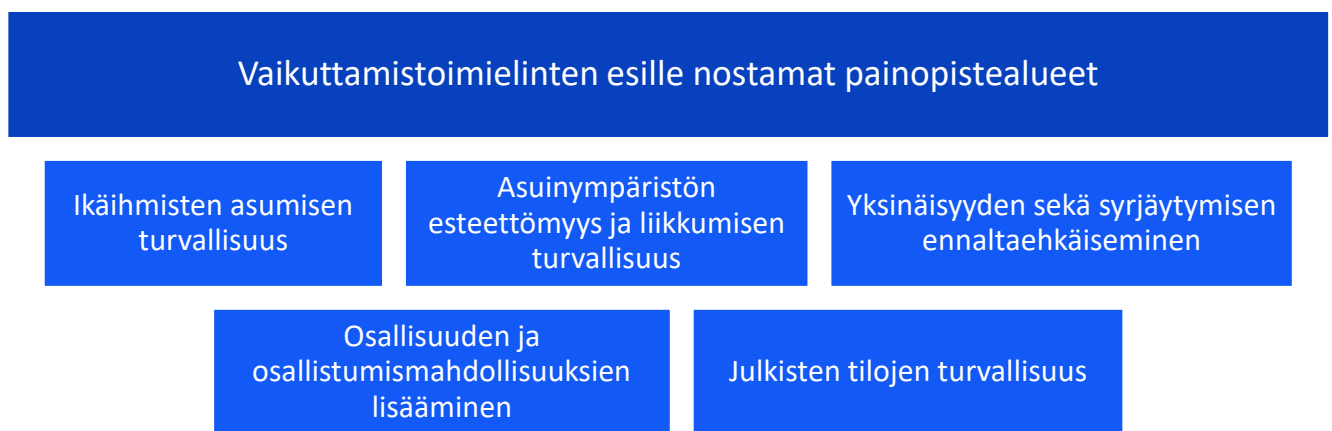 Vaikuttamistoimielinten esille nostamat painopistealueet
Ikäihmisten asumisen
turvallisuus
Asuinympäristön
esteettömyys ja liikkumisen
turvallisuus
Yksinäisyyden sekä syrjäytymisen
ennaltaehkäiseminen
Osallisuuden ja
osallistumismahdollisuuksien
lisääminen
Julkisten tilojen turvallisuus